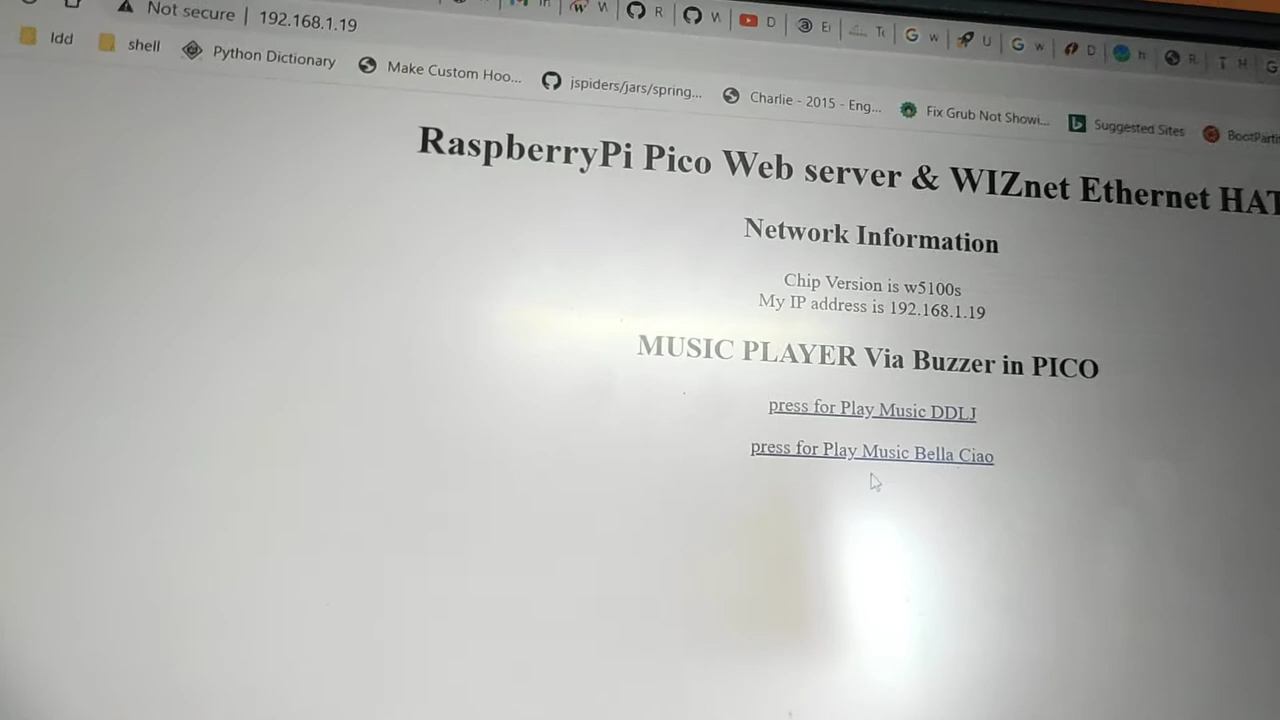 Not secure | 192.168.1.19
ldd shell Python Dictionary Make Custom Hoo... jspiders/jars/spring... Charlie - 2015 - Eng... Fix Grub Not Showi... Suggested Sites
RaspberryPi Pico Web server & WIZnet Ethernet HAT
Network Information
Chip Version is w5100s
My IP address is 192.168.1.19
MUSIC PLAYER Via Buzzer in PICO
press for Play Music DDLJ
press for Play Music Bella Ciao